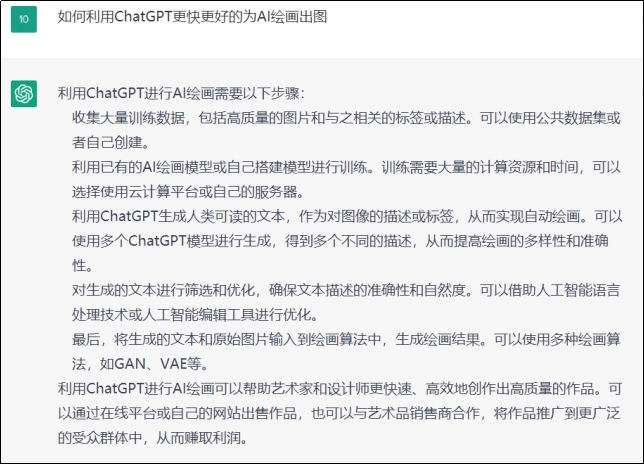 10
如何利用ChatGPT更快更好的为AI绘画出图
利用ChatGPT进行AI绘画需要以下步骤：
收集大量训练数据，包括高质量的图片和与之相关的标签或描述。可以使用公共数据集或
者自己创建。
利用已有的AI绘画模型或自己搭建模型进行训练。训练需要大量的计算资源和时间，可以
选择使用云计算平台或自己的服务器。
利用ChatGPT生成人类可读的文本，作为对图像的描述或标签，从而实现自动绘画。可以
使用多个ChatGPT模型进行生成，得到多个不同的描述，从而提高绘画的多样性和准确
性。
对生成的文本进行筛选和优化，确保文本描述的准确性和自然度。可以借助人工智能语言
处理技术或人工智能编辑工具进行优化。
最后，将生成的文本和原始图片输入到绘画算法中，生成绘画结果。可以使用多种绘画算
法，如GAN、VAE等。
利用ChatGPT进行AI绘画可以帮助艺术家和设计师更快速、高效地创作出高质量的作品。可
以通过在线平台或自己的网站出售作品，也可以与艺术品销售商合作，将作品推广到更广泛
的受众群体中，从而赚取利润。